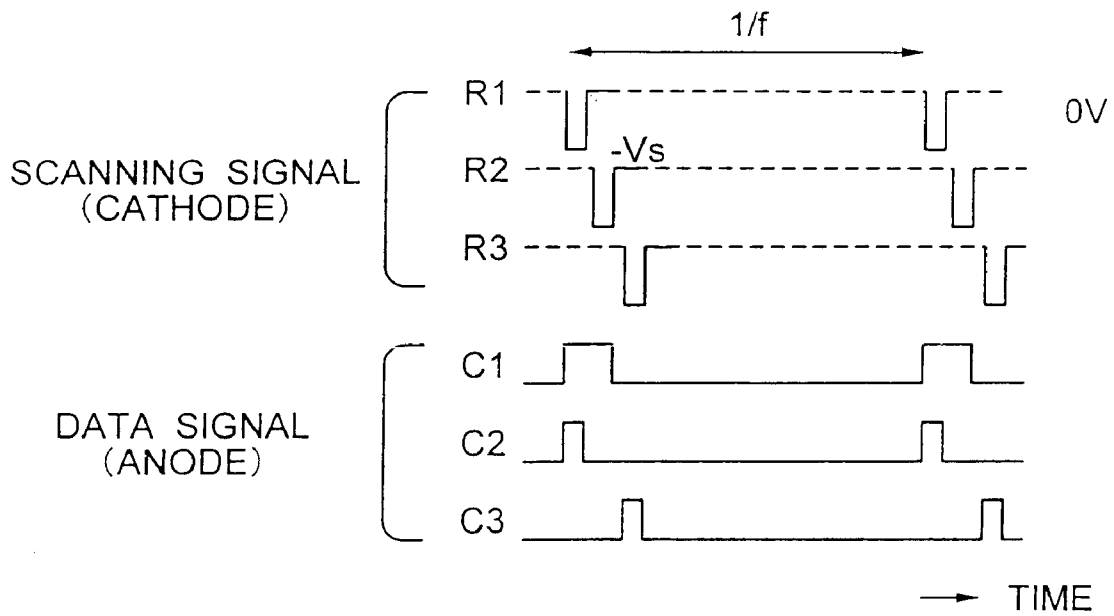 1/f
R1
0V
-Vs
SCANNING SIGNAL
(CATHODE)
R2
R3
C1
DATA SIGNAL
(ANODE)
C2
C3
TIME